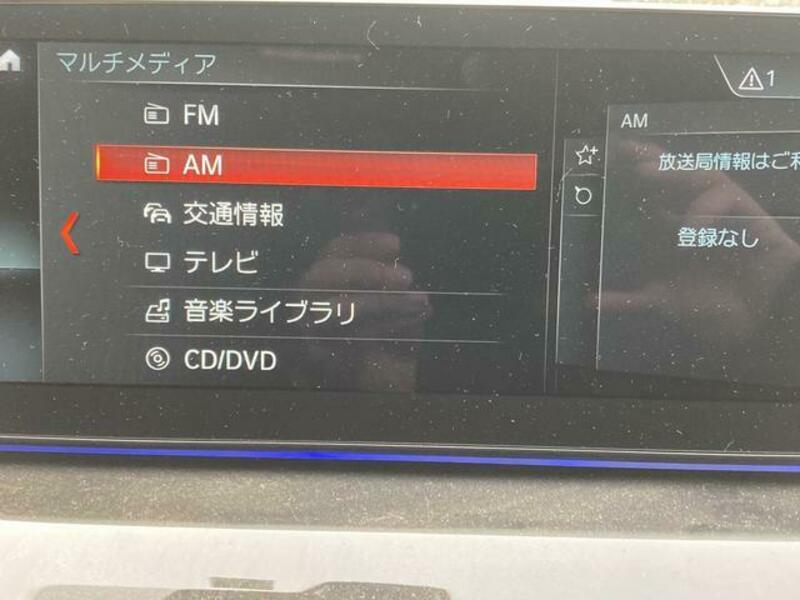 マルチメディア
FM
AM
交通情報
テレビ
音楽ライブラリ
CD/DVD
1
AM
放送局情報はご利
登録なし